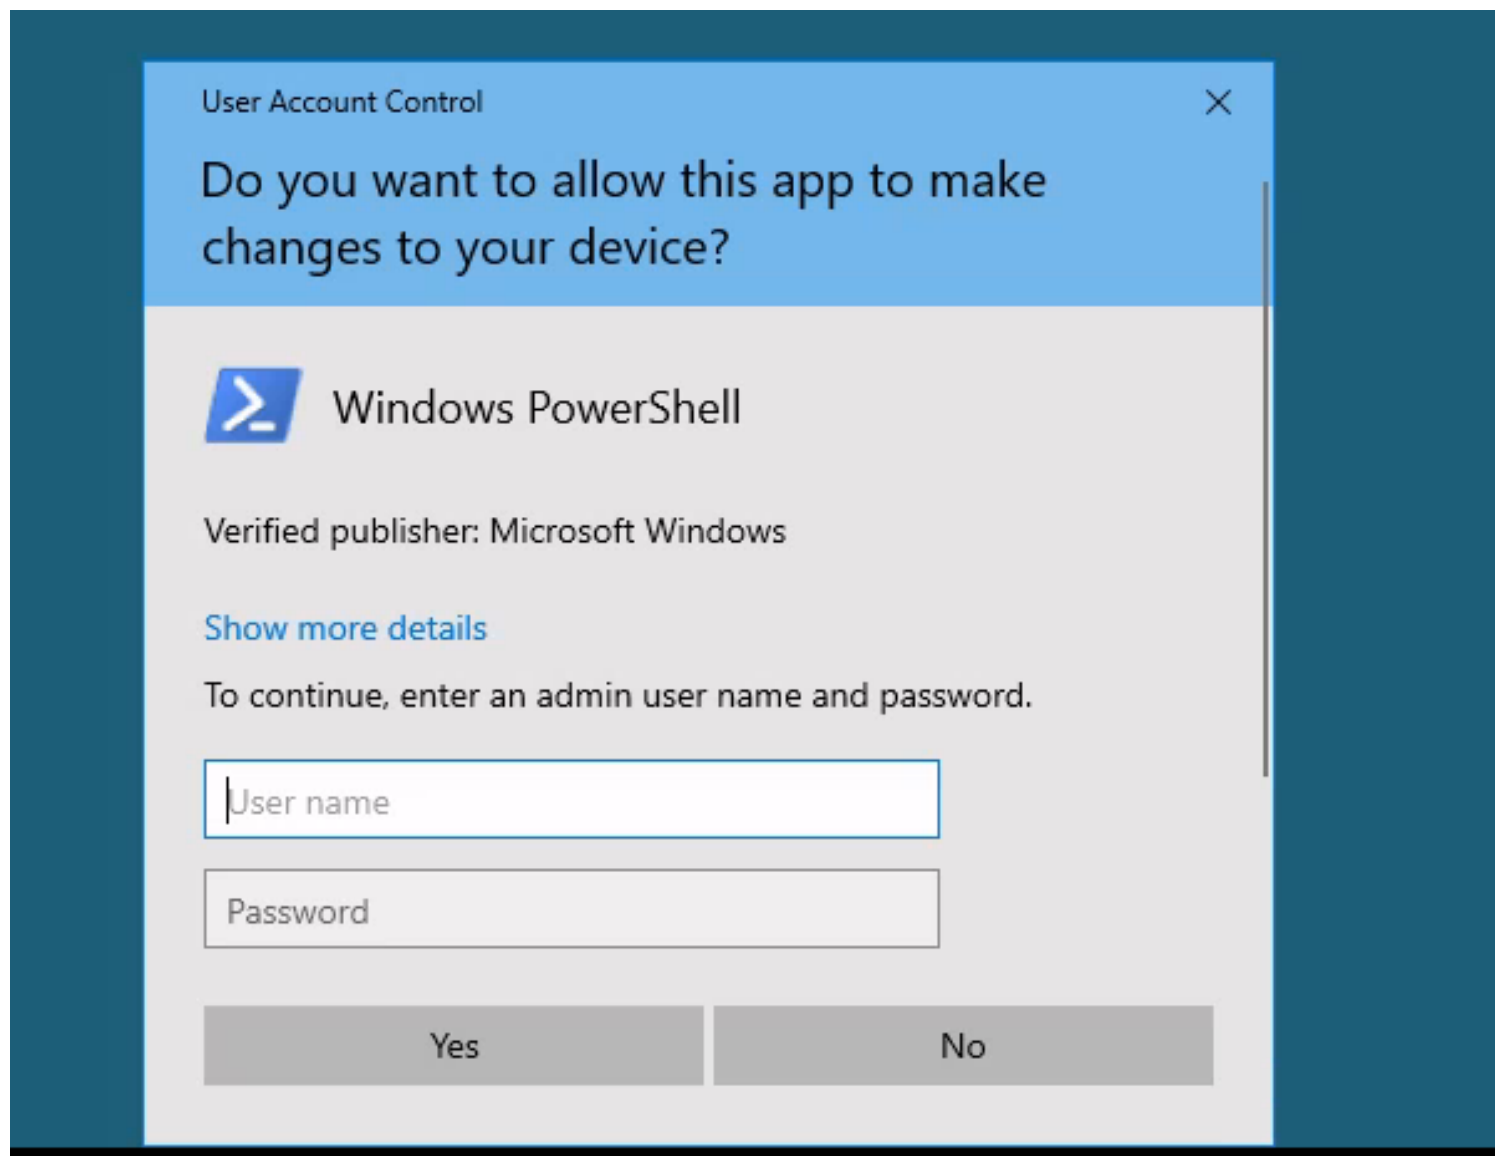 User Account Control
Do you want to allow this app to make
changes to your device?
Windows PowerShell
Verified publisher: Microsoft Windows
Show more details
To continue, enter an admin user name and password.
User name
Password
Yes
No